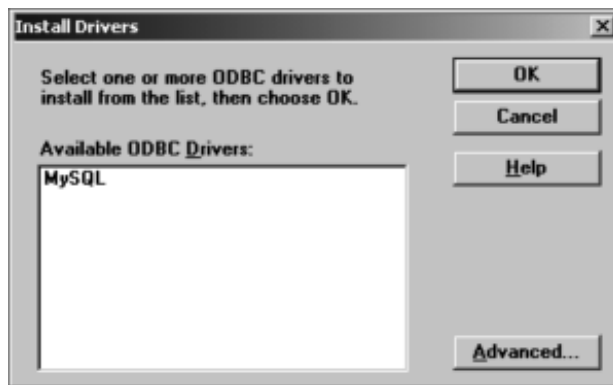 Install Drivers
Select one or more ODBC drivers to
install from the list, then choose OK.
Available ODBC Drivers:
MySQL
OK
Cancel
Help
Advanced...